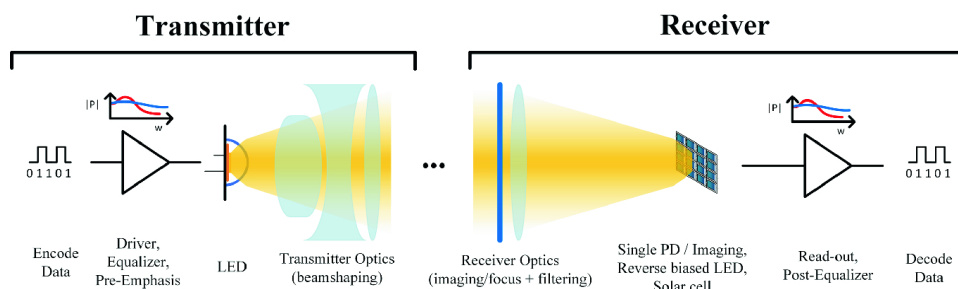 Transmitter
Receiver
|P|
w
0 1 1 0 1
|P|
w
0 1 1 0 1
Encode
Data
Driver,
Equalizer,
Pre-Emphasis
LED
Transmitter Optics
(beamshaping)
Receiver Optics
(imaging/focus + filtering)
Single PD / Imaging,
Reverse biased LED,
Solar cell
Read-out,
Post-Equalizer
Decode
Data